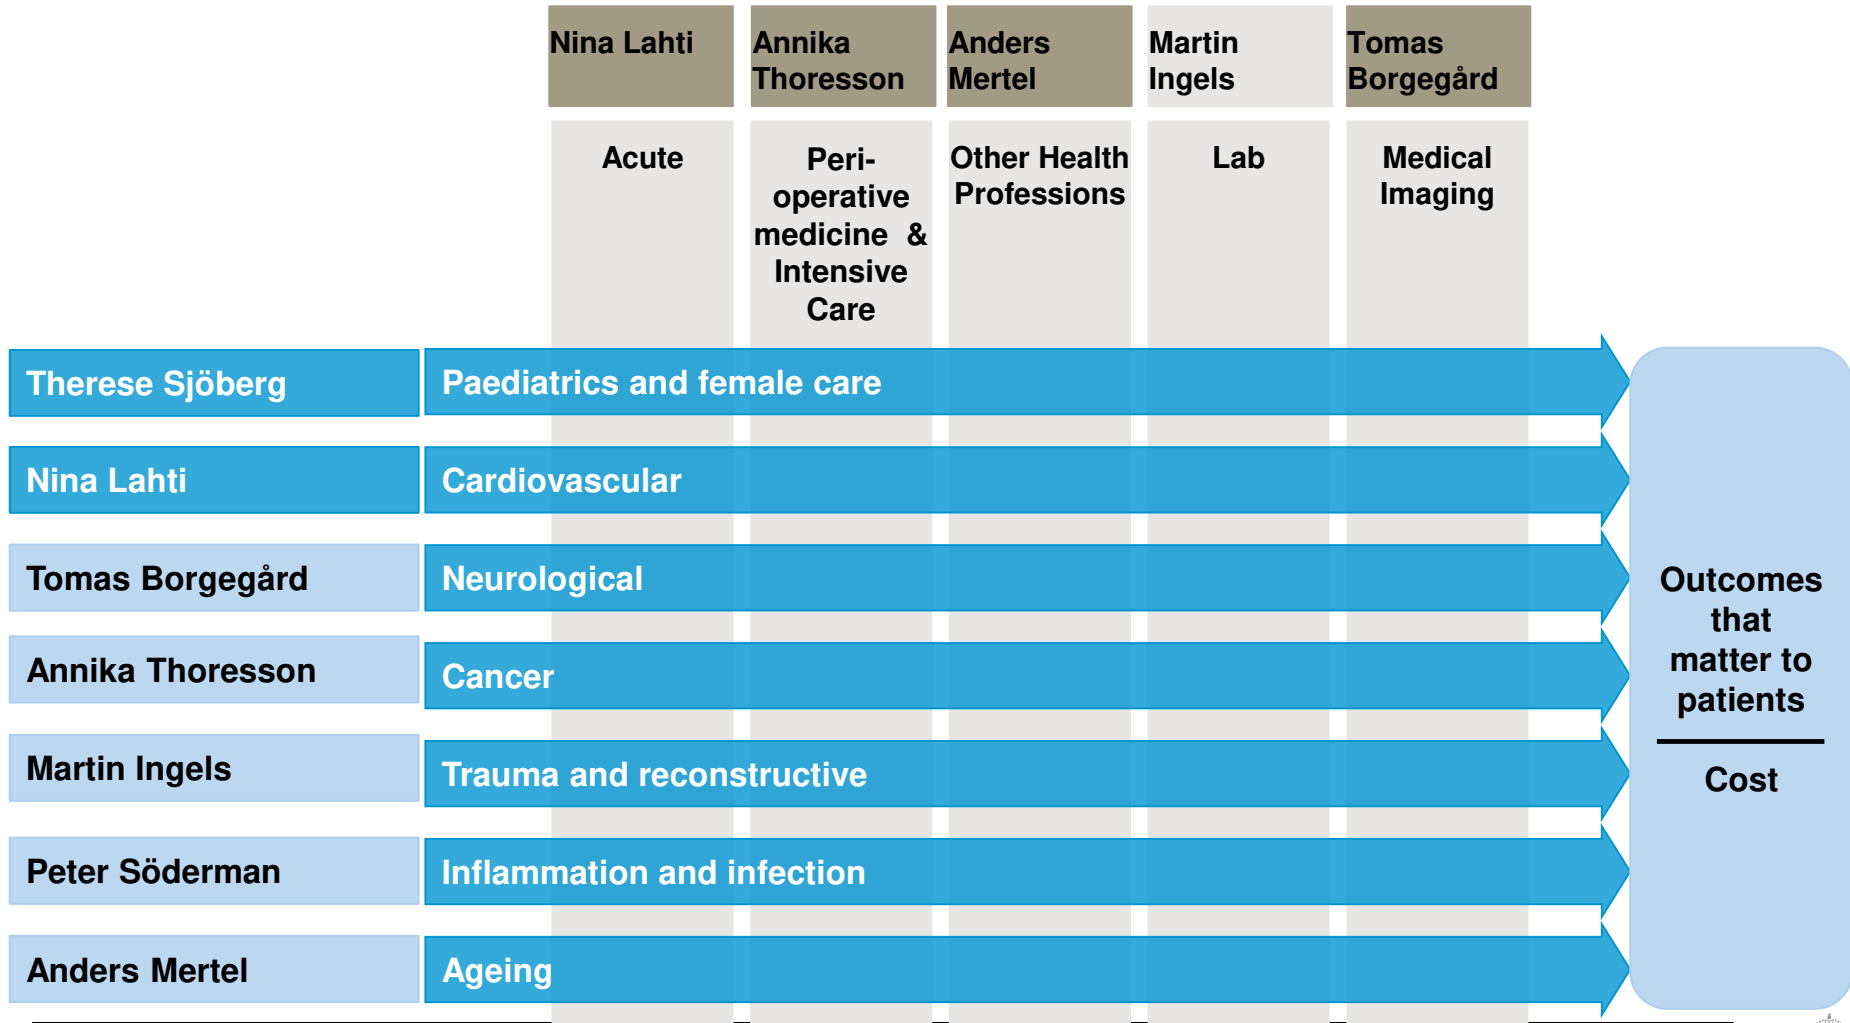 Nina Lahti
Annika
Thoresson
Anders
Mertel
Martin
Ingels
Tomas
Borgegård
Acute
Peri-
operative
medicine &
Intensive
Care
Other Health
Professions
Lab
Medical
Imaging
Therese Sjöberg
Paediatrics and female care
Nina Lahti
Cardiovascular
Tomas Borgegård
Neurological
Annika Thoresson
Cancer
Martin Ingels
Trauma and reconstructive
Peter Söderman
Inflammation and infection
Anders Mertel
Ageing
Outcomes
that
matter to
patients
Cost